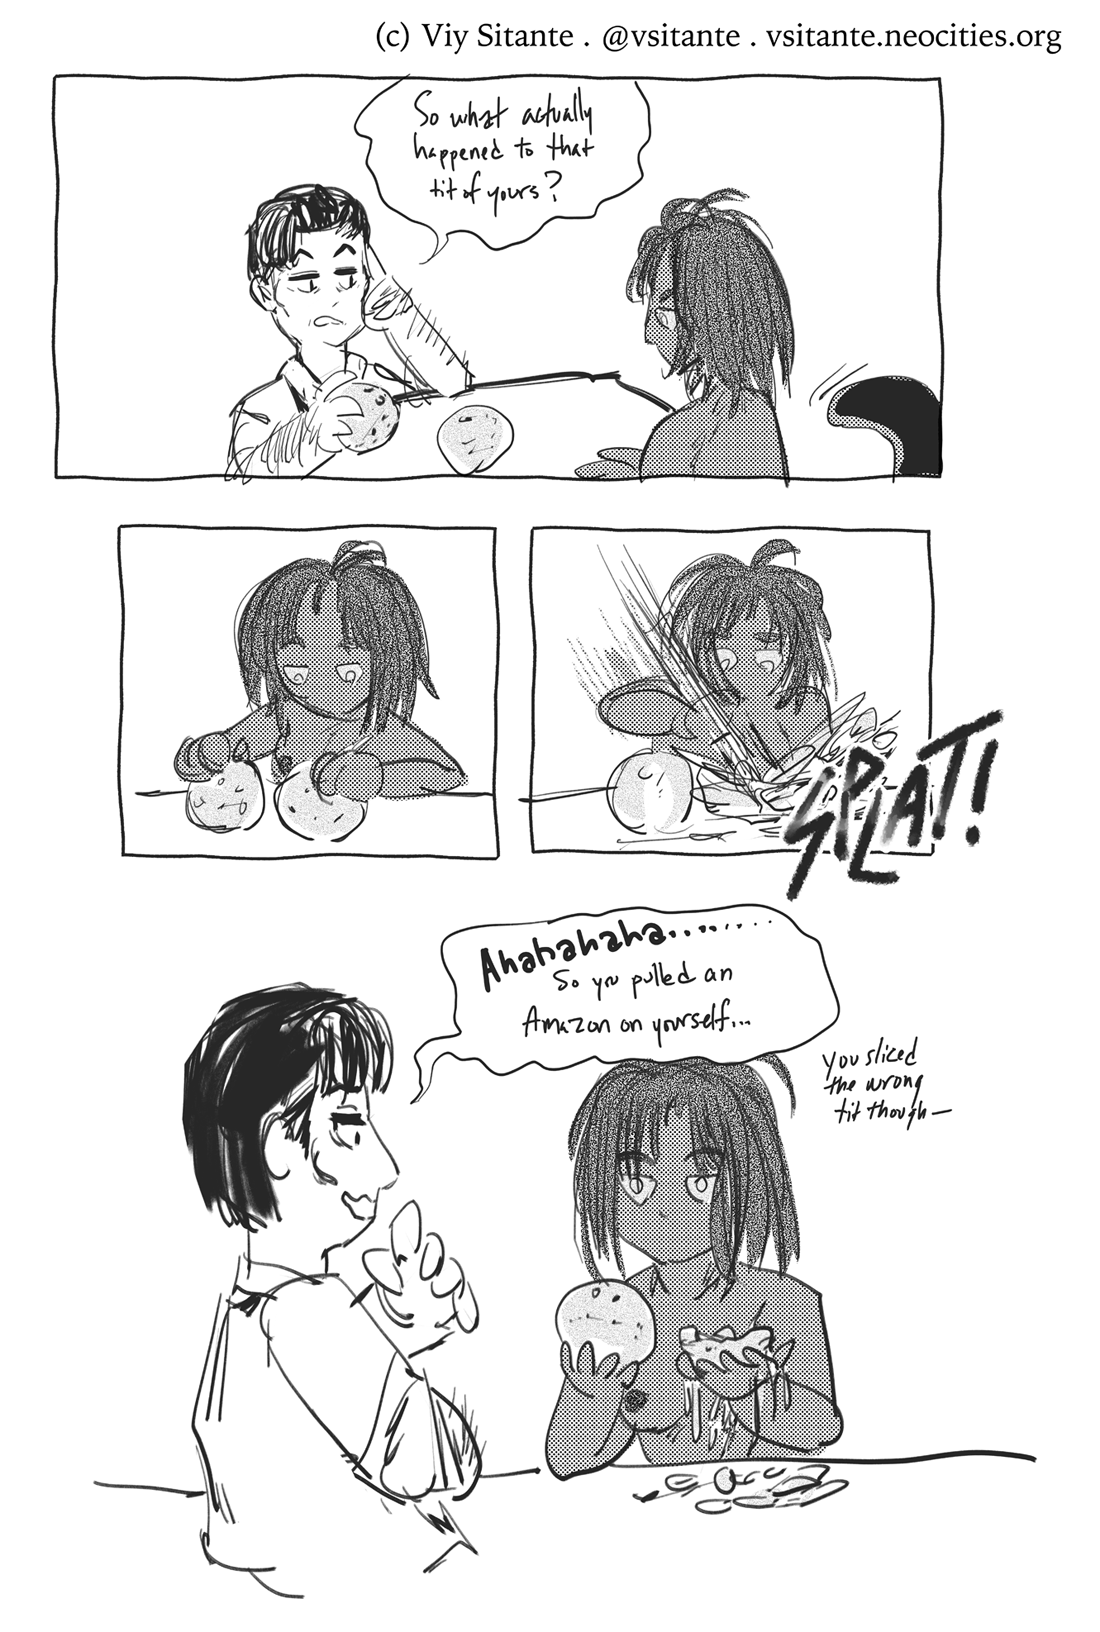 (c) Viy Sitante . @vsitante . vsitante.neocities.org
So what actually
happened to that
tit of yours?
SPLAT!
Ahahahaha.........
So you pulled an
Amazon on yourself...
you sliced
the wrong
tit though—